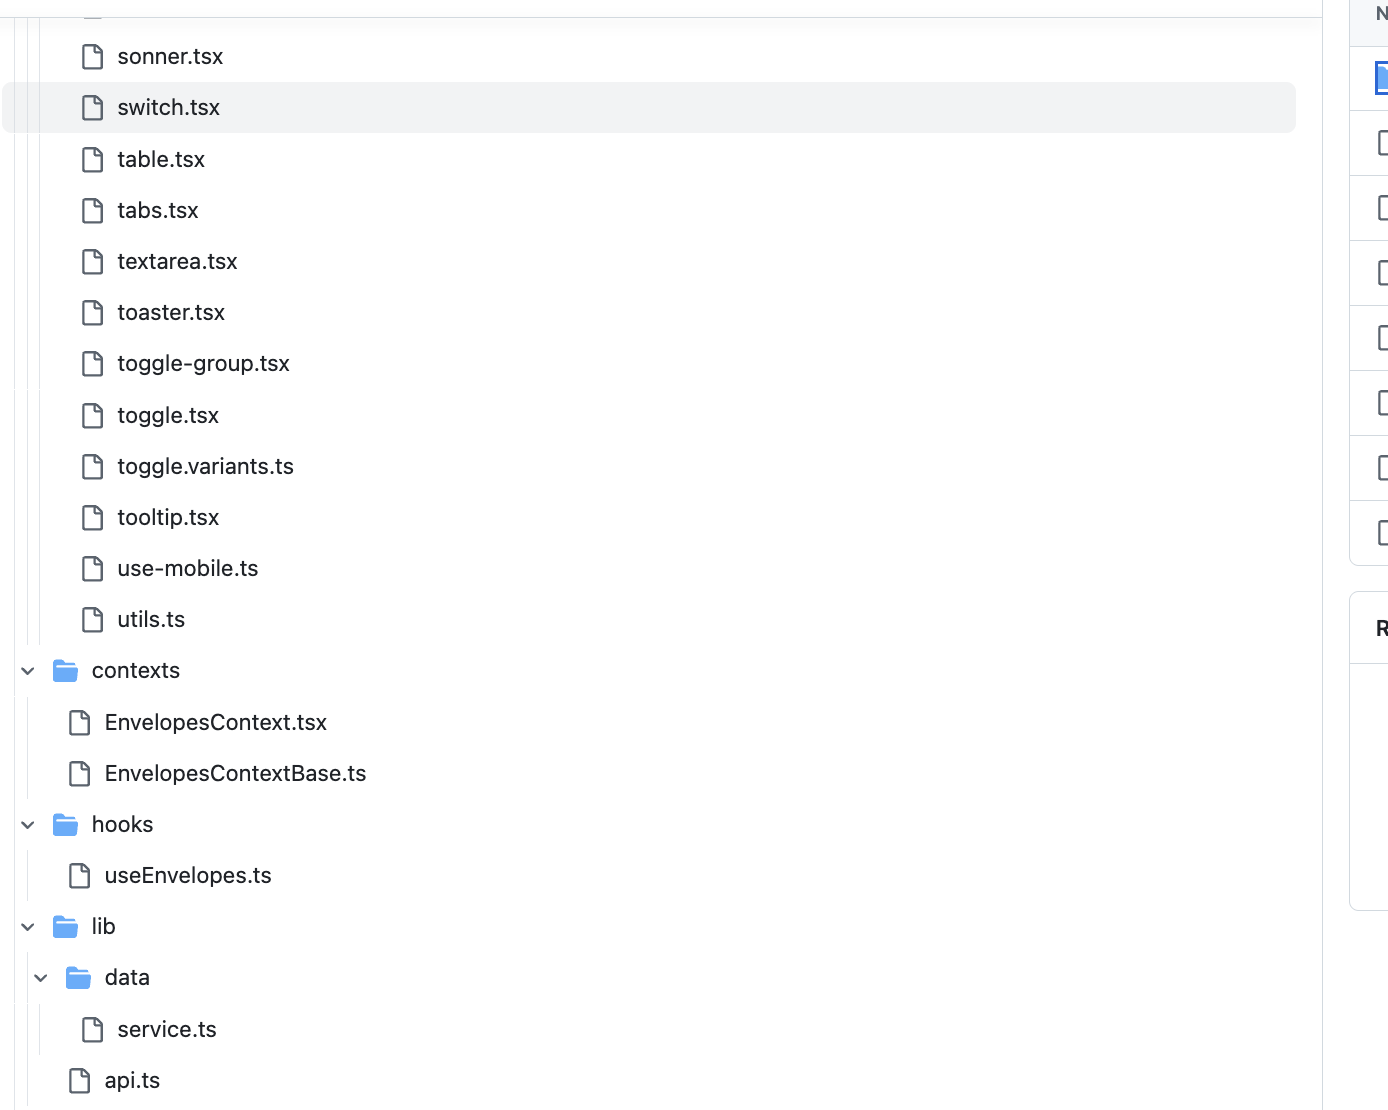 sonner.tsx
switch.tsx
table.tsx
tabs.tsx
textarea.tsx
toaster.tsx
toggle-group.tsx
toggle.tsx
toggle.variants.ts
tooltip.tsx
use-mobile.ts
utils.ts
contexts
EnvelopesContext.tsx
EnvelopesContextBase.ts
hooks
useEnvelopes.ts
lib
data
service.ts
api.ts